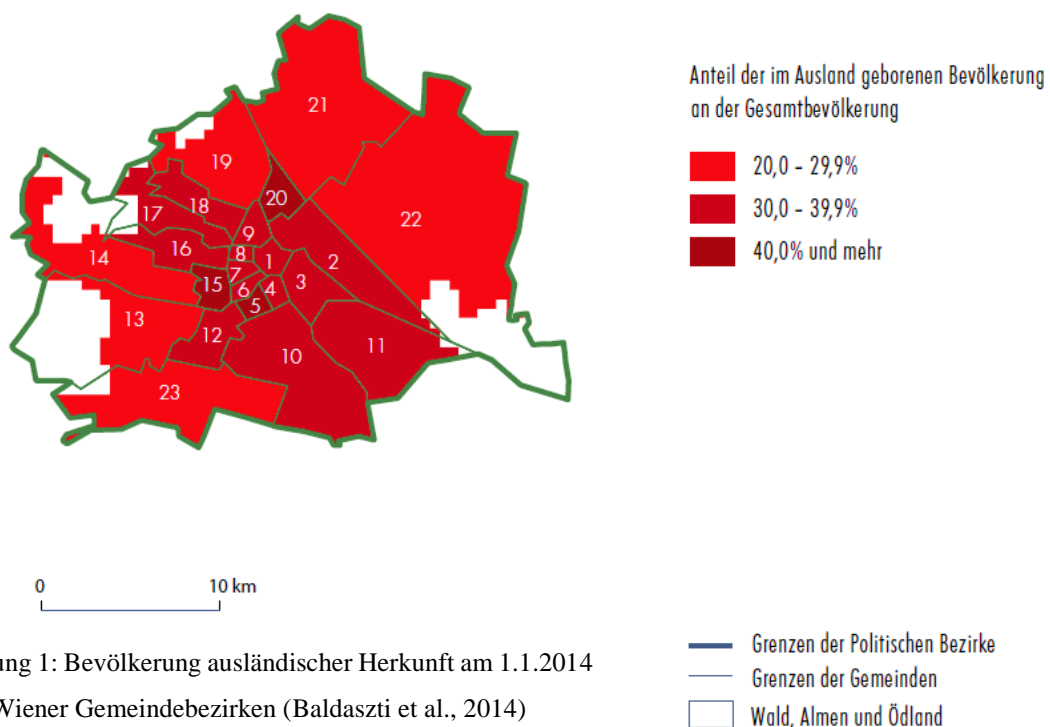 21
19
20
18
17
22
9
16
8
1
2
14
7
15
6
4
3
5
13
12
11
10
23
Anteil der im Ausland geborenen Bevölkerung
an der Gesamtbevölkerung
20,0 – 29,9%
30,0 – 39,9%
40,0% und mehr
0 10 km
ung 1: Bevölkerung ausländischer Herkunft am 1.1.2014
Wiener Gemeindebezirken (Baldaszti et al., 2014)
Grenzen der Politischen Bezirke
Grenzen der Gemeinden
Wald, Almen und Ödland